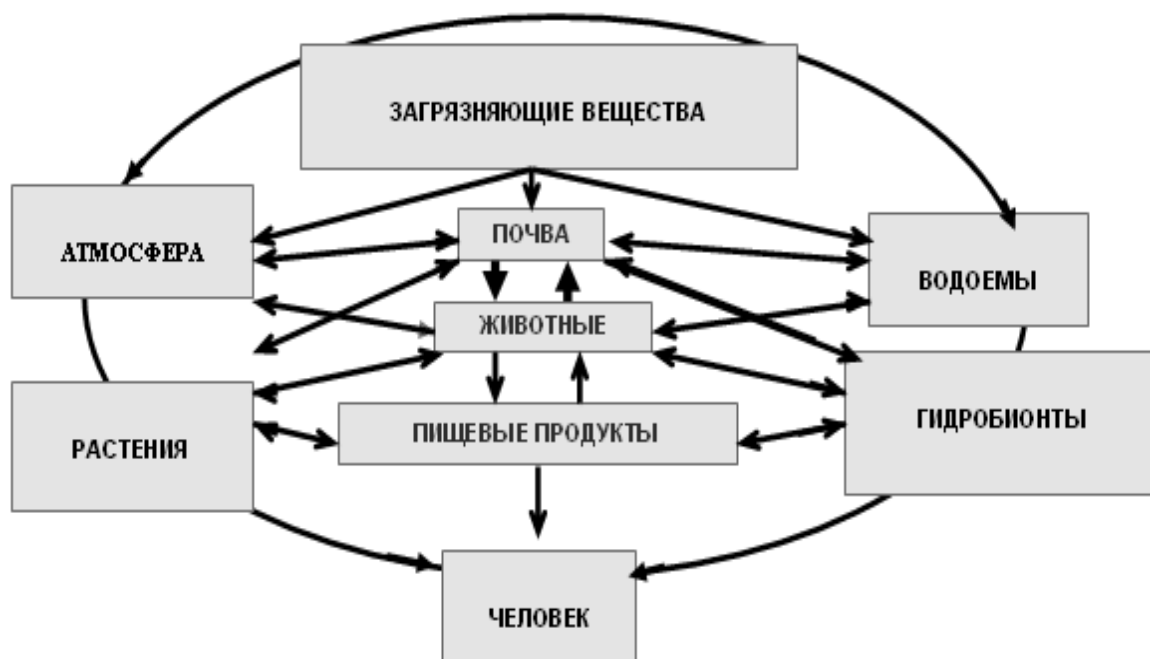 ЗАГРЯЗНЯЮЩИЕ ВЕЩЕСТВА
АТМОСФЕРА
ПОЧВА
ВОДОЕМЫ
ЖИВОТНЫЕ
РАСТЕНИЯ
ПИЩЕВЫЕ ПРОДУКТЫ
ГИДРОБИОНТЫ
ЧЕЛОВЕК